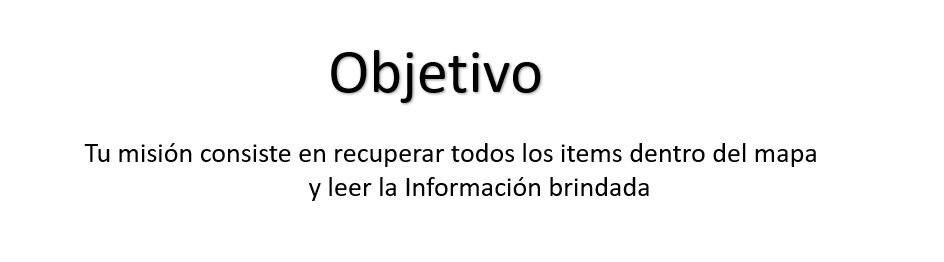 Objetivo
Tu misión consiste en recuperar todos los items dentro del mapa
y leer la Información brindada